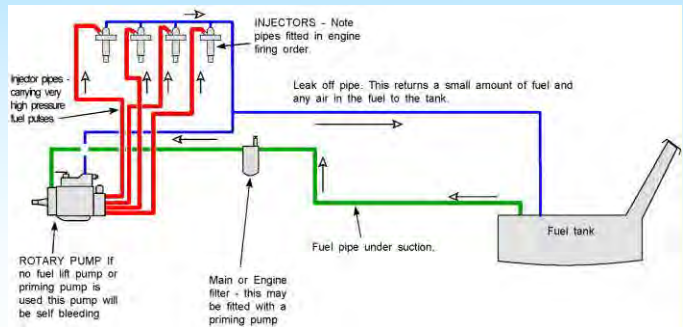 INJECTORS - Note
pipes fitted in engine
firing order.
Injector pipes -
carrying very
high pressure
fuel pulses
Leak off pipe. This returns a small amount of fuel and
any air in the fuel to the tank.
Fuel tank
Fuel pipe under suction.
ROTARY PUMP If
no fuel lift pump or
priming pump is
used this pump will
be self bleeding
Main or Engine
filter - this may
be fitted with a
priming pump